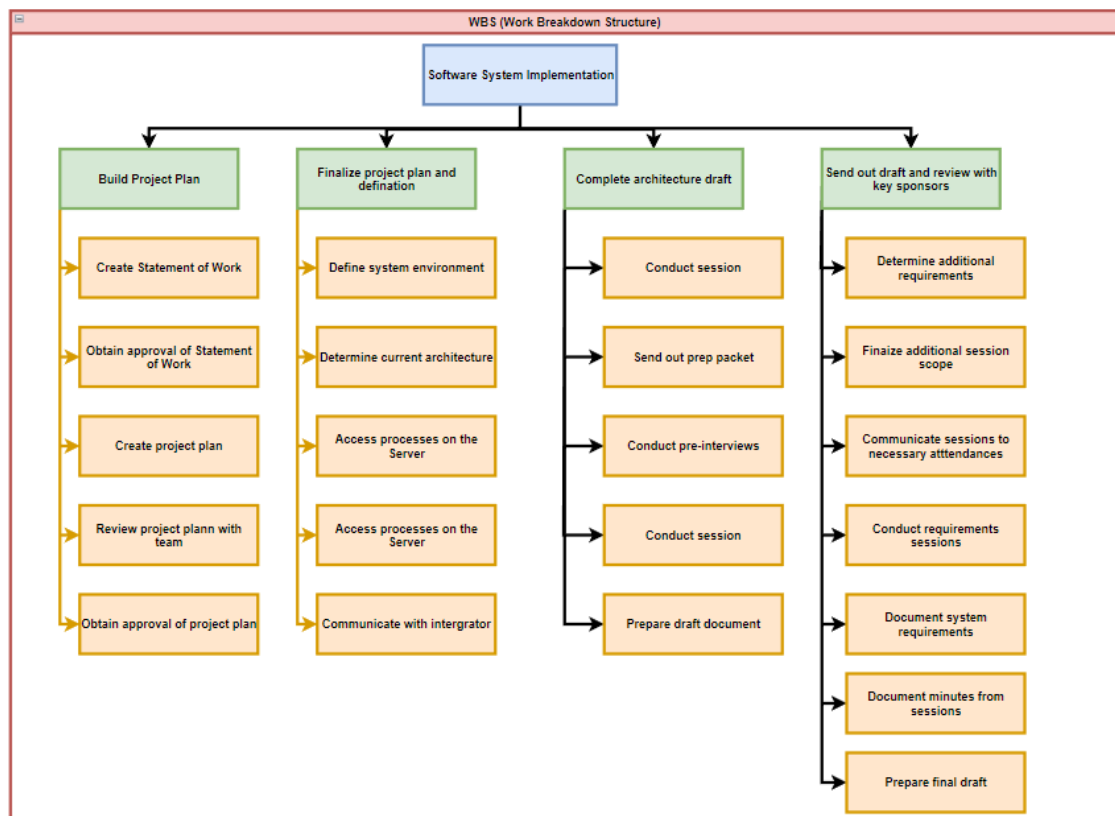 WBS (Work Breakdown Structure)
Software System Implementation
Build Project Plan
Create Statement of Work
Obtain approval of Statement
of Work
Create project plan
Review project plann with
team
Obtain approval of project plan
Finalize project plan and
defination
Define system environment
Determine current architecture
Access processes on the
Server
Access processes on the
Server
Communicate with intergrator
Complete architecture draft
Conduct session
Send out prep packet
Conduct pre-interviews
Conduct session
Prepare draft document
Send out draft and review with
key sponsors
Determine additional
requirements
Finaize additional session
scope
Communicate sessions to
necessary atttendances
Conduct requirements
sessions
Document system
requirements
Document minutes from
sessions
Prepare final draft